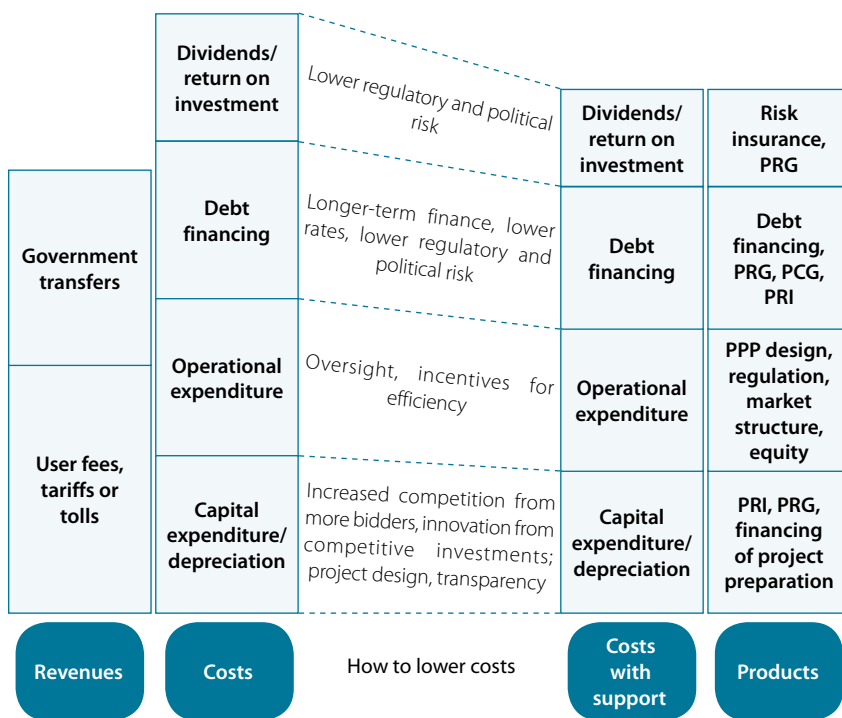 Government
transfers
User fees,
tariffs or
tolls
Revenues
Dividends/
return on
investment
Debt
financing
Operational
expenditure
Capital
expenditure/
depreciation
Costs
Lower regulatory and political
risk
Longer-term finance, lower
rates, lower regulatory and
political risk
Oversight, incentives for
efficiency
Increased competition from
more bidders, innovation from
competitive investments;
project design, transparency
How to lower costs
Dividends/
return on
investment
Debt
financing
Operational
expenditure
Capital
expenditure/
depreciation
Costs
with
support
Risk
insurance,
PRG
Debt
financing,
PRG, PCG,
PRI
PPP design,
regulation,
market
structure,
equity
PRI, PRG,
financing
of project
preparation
Products